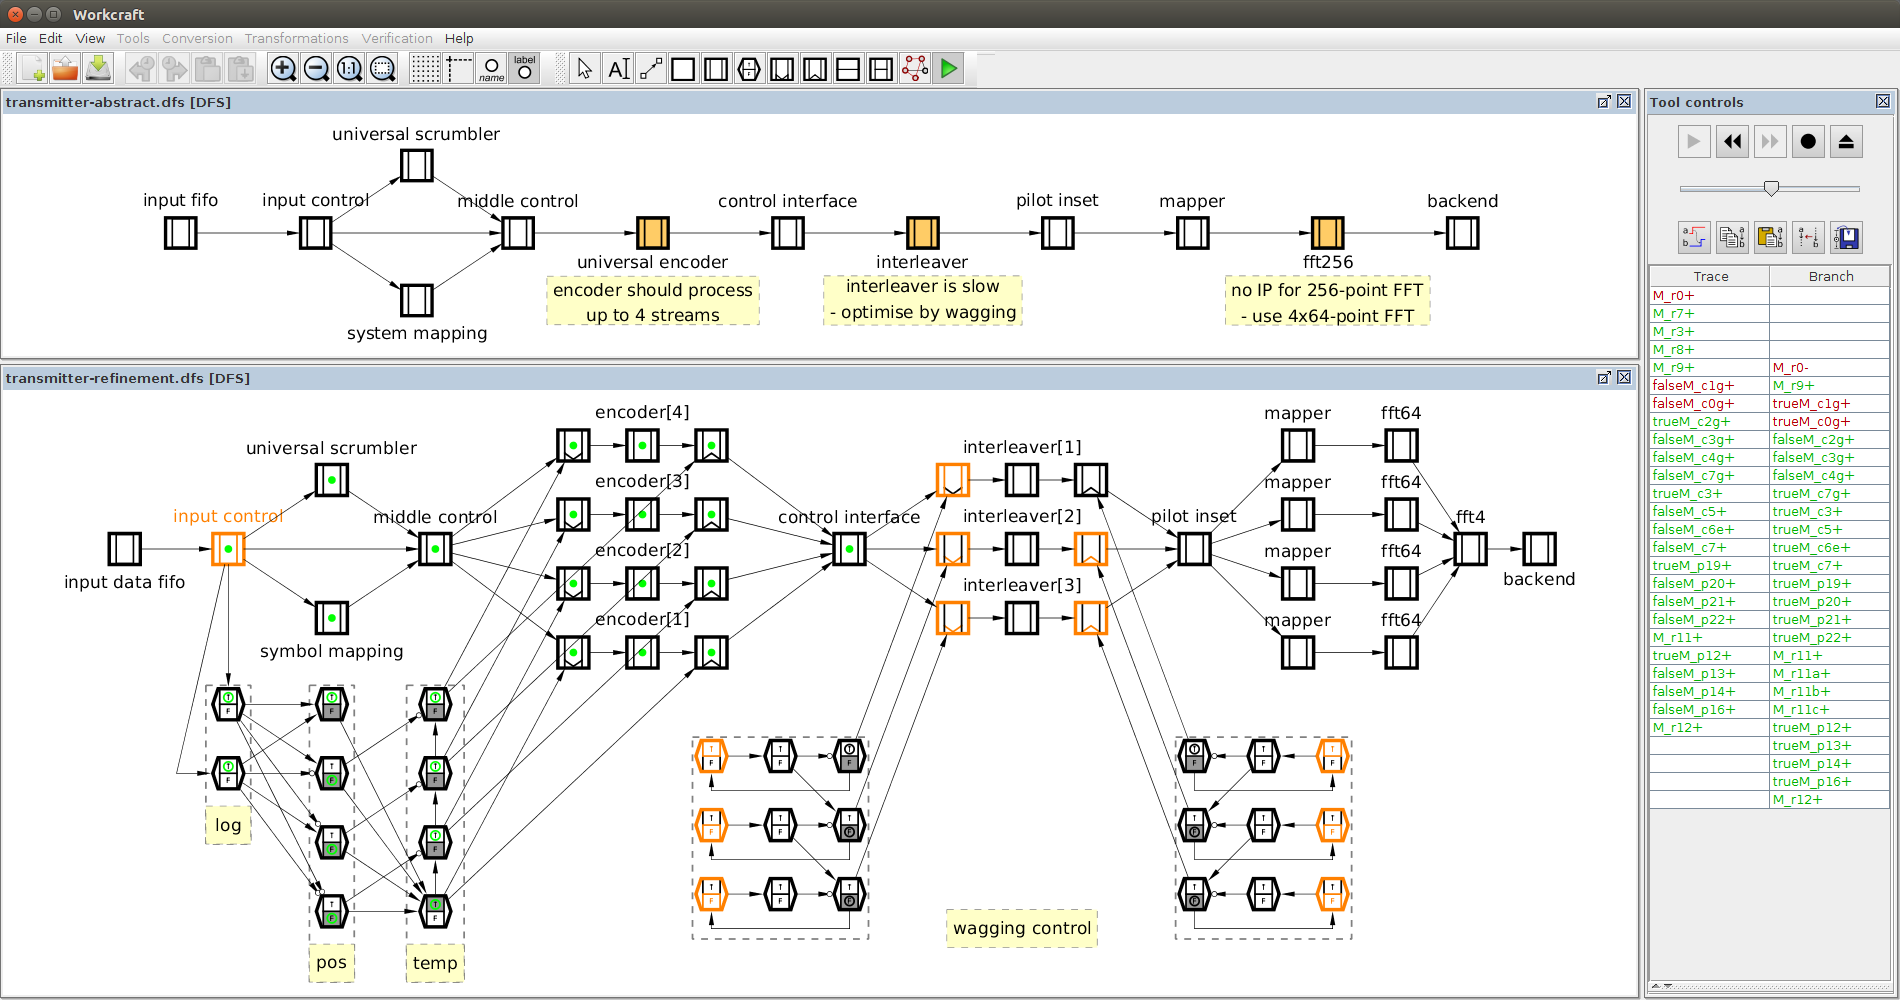 Workcraft
File Edit View Tools Conversion Transformations Verification Help
1:1 name label AI
transmitter-abstract.dfs [DFS]
universal scrumbler
input fifo input control middle control control interface pilot inset mapper backend
universal encoder interleaver fft256
encoder should process
up to 4 streams
interleaver is slow
- optimise by wagging
no IP for 256-point FFT
- use 4x64-point FFT
system mapping
transmitter-refinement.dfs [DFS]
encoder[4] mapper fft64
universal scrumbler interleaver[1]
encoder[3] mapper fft64
input control middle control control interface interleaver[2] pilot inset fft4
encoder[2] mapper fft64
input data fifo interleaver[3] backend
encoder[1] mapper fft64
symbol mapping
log
pos
temp
wagging control
Tool controls
Trace Branch
M_r0+
M_r7+
M_r3+
M_r8+
M_r9+ M_r0-
falseM_c1g+ M_r9+
falseM_c0g+ trueM_c1g+
trueM_c2g+ trueM_c0g+
falseM_c3g+ falseM_c2g+
falseM_c4g+ falseM_c3g+
falseM_c7g+ falseM_c4g+
trueM_c3+ trueM_c7g+
falseM_c5+ trueM_c3+
falseM_c6e+ trueM_c5+
falseM_c7+ trueM_c6e+
trueM_p19+ trueM_c7+
falseM_p20+ trueM_p19+
falseM_p21+ trueM_p20+
falseM_p22+ trueM_p21+
M_r11+ trueM_p22+
trueM_p12+ M_r11+
falseM_p13+ M_r11a+
falseM_p14+ M_r11b+
falseM_p16+ M_r11c+
M_r12+ trueM_p12+
trueM_p13+
trueM_p14+
trueM_p16+
M_r12+